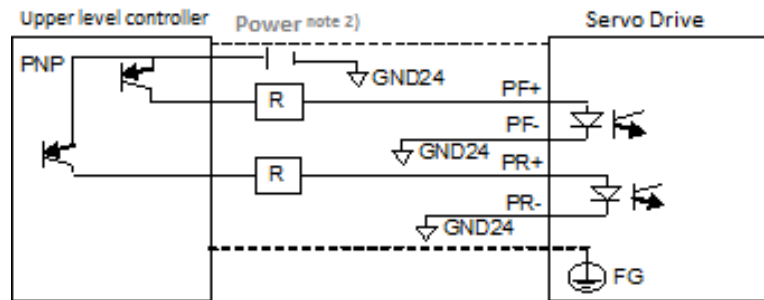 Upper level controller
Power note 2)
Servo Drive
PNP
GND24
R
PF+
PF-
GND24
R
PR+
PR-
GND24
FG